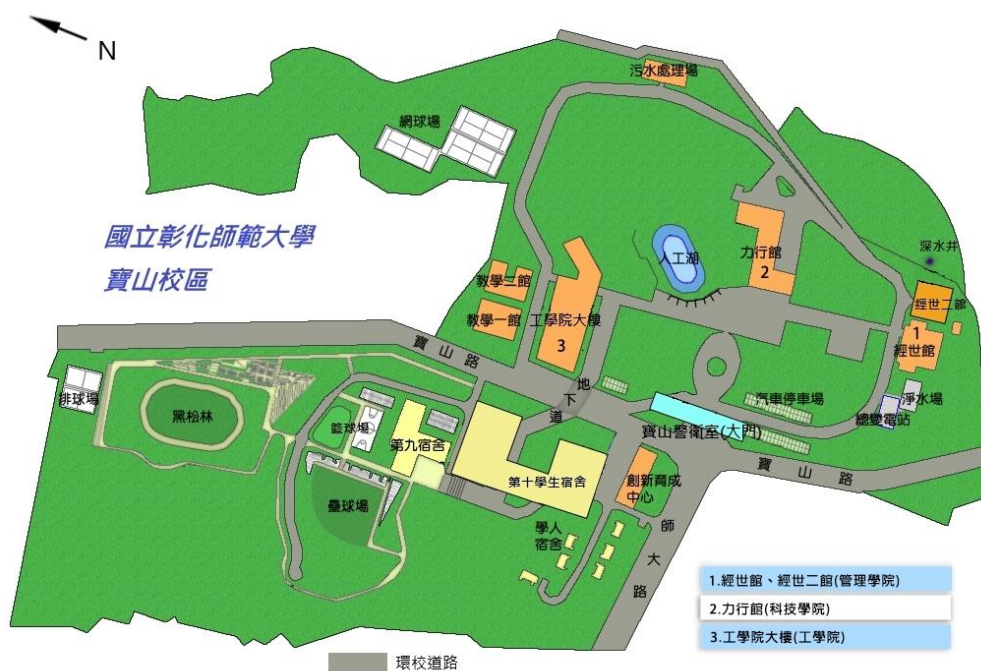 N
污水處理場
網球場
國立彰化師範大學
寶山校區
深水井
人工湖
力行館
2
教學二館
經世二館
教學一館
工學院大樓
1
經世館
3
寶山路
地下道
排球場
黑松林
籃球場
第九宿舍
汽車停車場
淨水場
總變電站
寶山警衛室(大門)
寶山路
第十學生宿舍
創新育成
中心
壘球場
學人
宿舍
師大路
1.經世館、經世二館(管理學院)
2.力行館(科技學院)
3.工學院大樓(工學院)
環校道路